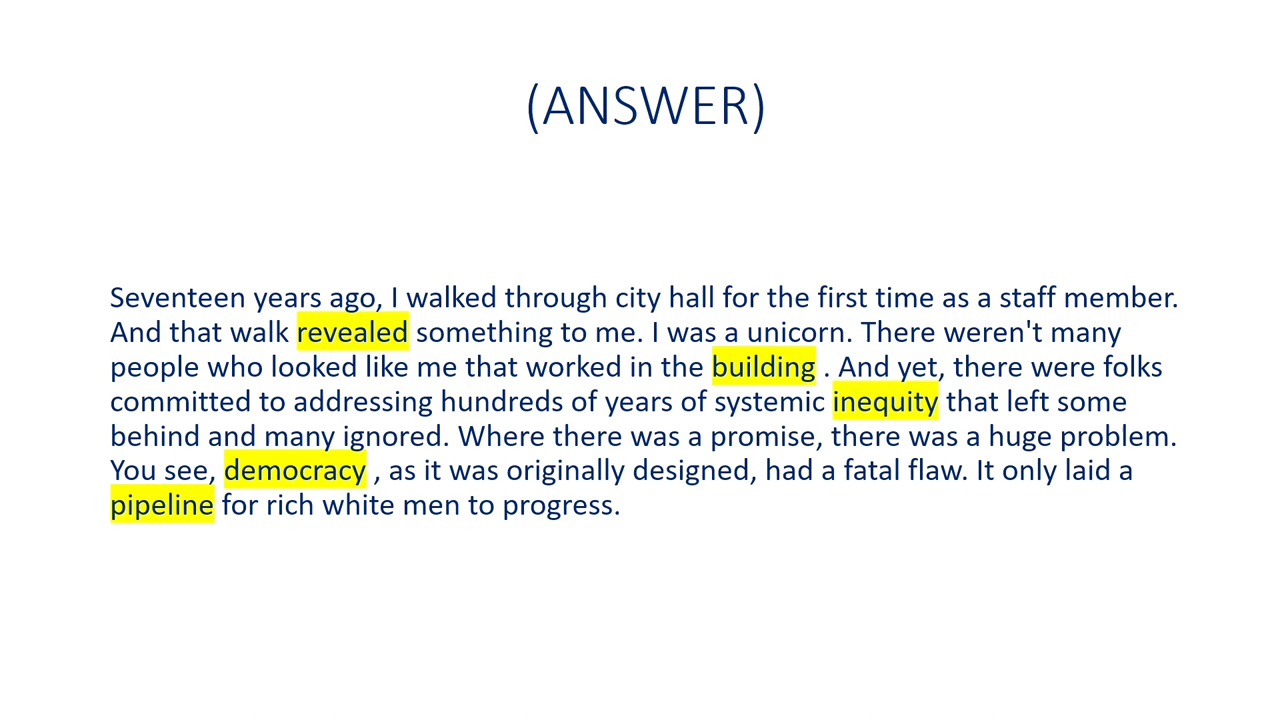 (ANSWER)
Seventeen years ago, I walked through city hall for the first time as a staff member.
And that walk revealed something to me. I was a unicorn. There weren't many
people who looked like me that worked in the building . And yet, there were folks
committed to addressing hundreds of years of systemic inequity that left some
behind and many ignored. Where there was a promise, there was a huge problem.
You see, democracy , as it was originally designed, had a fatal flaw. It only laid a
pipeline for rich white men to progress.